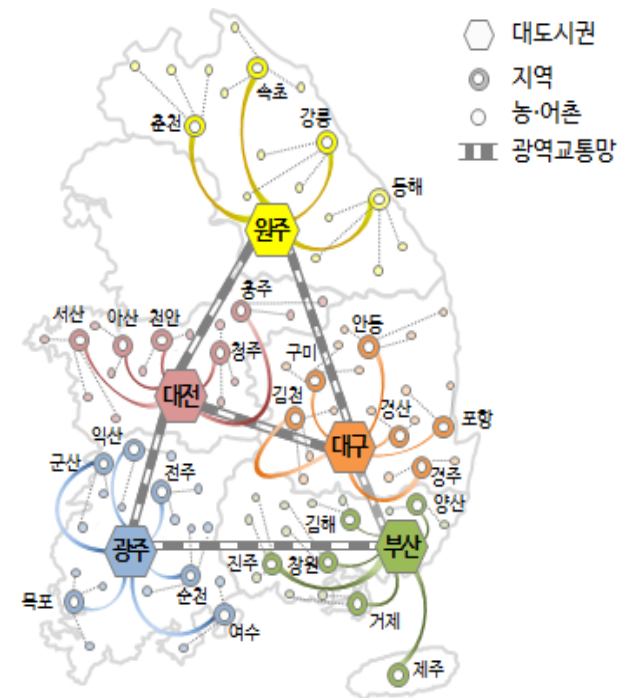 대도시권
지역
농·어촌
광역교통망
속초
춘천
강릉
동해
원주
충주
서산
아산
천안
청주
안동
구미
김천
대전
경산
포항
대구
익산
군산
전주
경주
양산
김해
광주
부산
진주
창원
순천
목포
여수
거제
제주